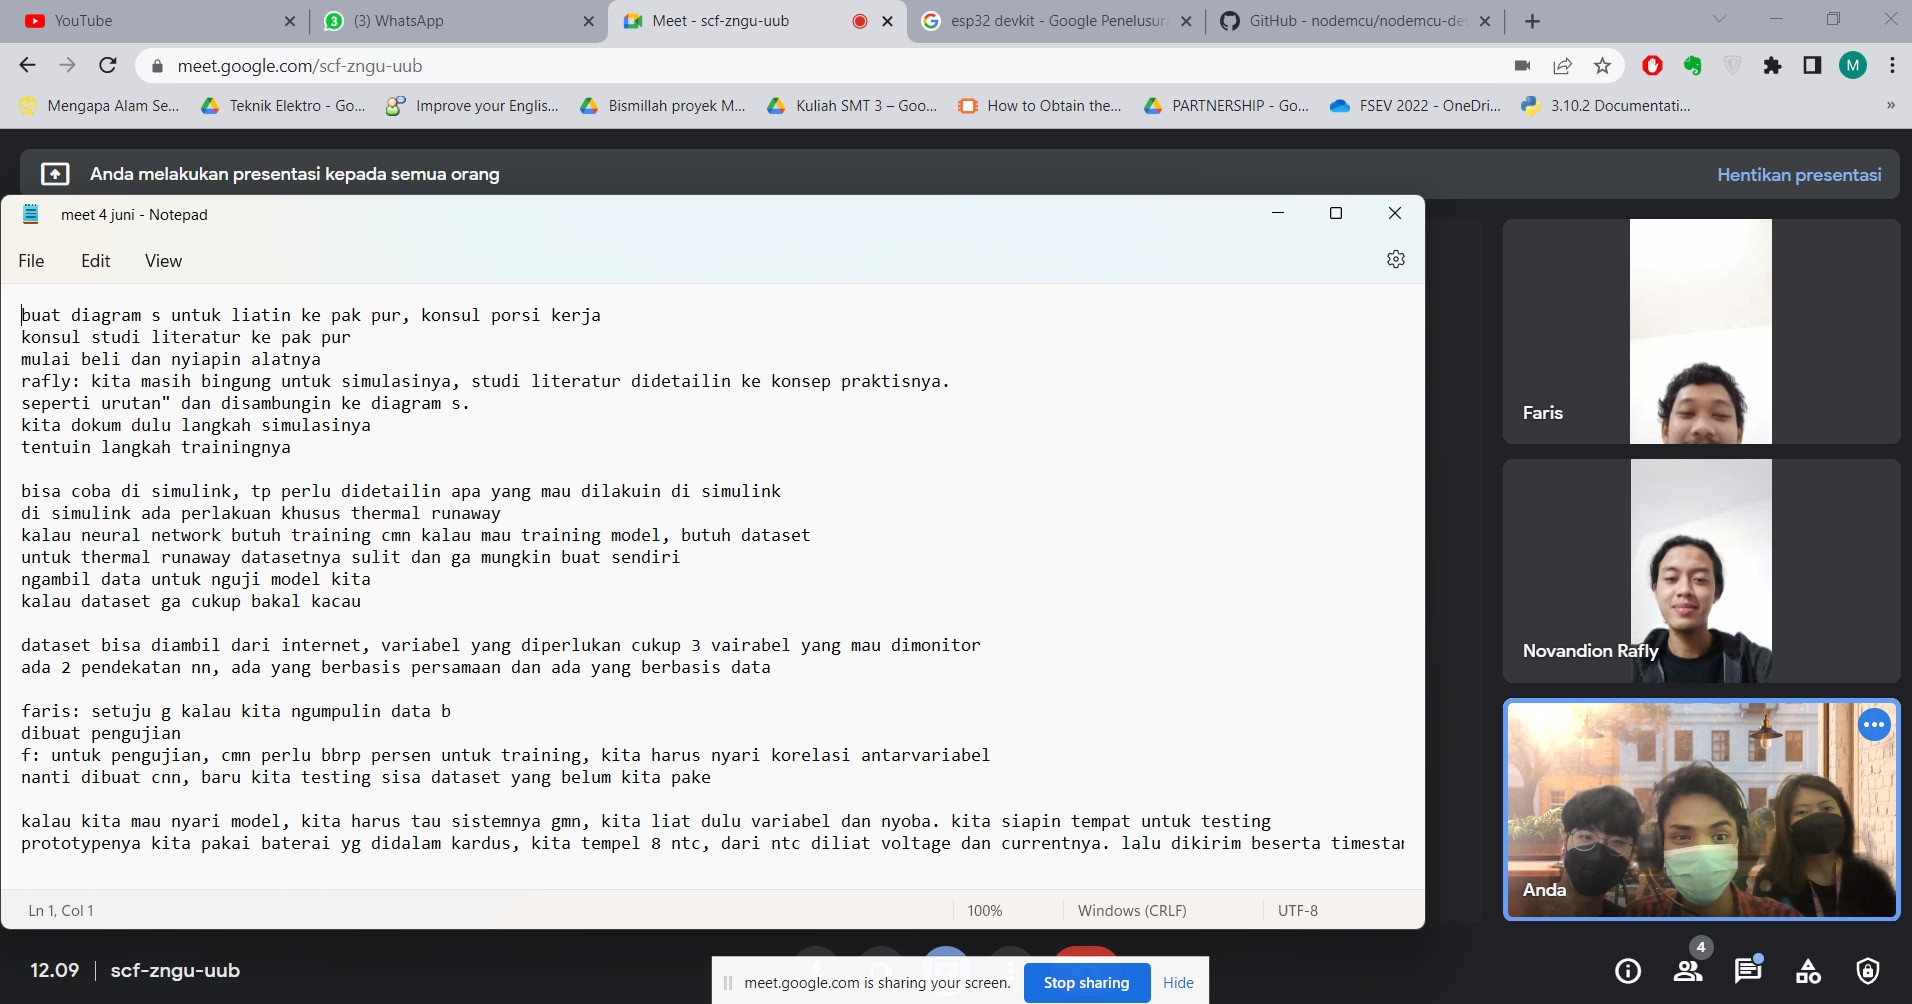 YouTube
3 (3) WhatsApp
Meet - scf-zngu-uub
esp32 devkit - Google Penelusura
GitHub - nodemcu/nodemcu-de
meet.google.com/scf-zngu-uub
M
Mengapa Alam Se...
Teknik Elektro - Go...
Improve your Englis...
Bismillah proyek M...
Kuliah SMT 3 – Goo...
How to Obtain the...
PARTNERSHIP - Go...
FSEV 2022 - OneDri...
3.10.2 Documentati...
»
Anda melakukan presentasi kepada semua orang
Hentikan presentasi
meet 4 juni - Notepad
File Edit View
buat diagram s untuk liatin ke pak pur, konsul porsi kerja
konsul studi literatur ke pak pur
mulai beli dan nyiapin alatnya
rafly: kita masih bingung untuk simulasinya, studi literatur didetailin ke konsep praktisnya.
seperti urutan" dan disambungin ke diagram s.
kita dokum dulu langkah simulasinya
tentuin langkah trainingnya
bisa coba di simulink, tp perlu didetailin apa yang mau dilakuin di simulink
di simulink ada perlakuan khusus thermal runaway
kalau neural network butuh training cmn kalau mau training model, butuh dataset
untuk thermal runaway datasetnya sulit dan ga mungkin buat sendiri
ngambil data untuk nguji model kita
kalau dataset ga cukup bakal kacau
dataset bisa diambil dari internet, variabel yang diperlukan cukup 3 vairabel yang mau dimonitor
ada 2 pendekatan nn, ada yang berbasis persamaan dan ada yang berbasis data
faris: setuju g kalau kita ngumpulin data b
dibuat pengujian
f: untuk pengujian, cmn perlu bbrp persen untuk training, kita harus nyari korelasi antarvariabel
nanti dibuat cnn, baru kita testing sisa dataset yang belum kita pake
kalau kita mau nyari model, kita harus tau sistemnya gmn, kita liat dulu variabel dan nyoba. kita siapin tempat untuk testing
prototypenya kita pakai baterai yg didalam kardus, kita tempel 8 ntc, dari ntc diliat voltage dan currentnya. lalu dikirim beserta timestam
Ln 1, Col 1
100%
Windows (CRLF)
UTF-8
Faris
Novandion Rafly
Anda
12.09 | scf-zngu-uub
meet.google.com is sharing your screen.
Stop sharing
Hide
4